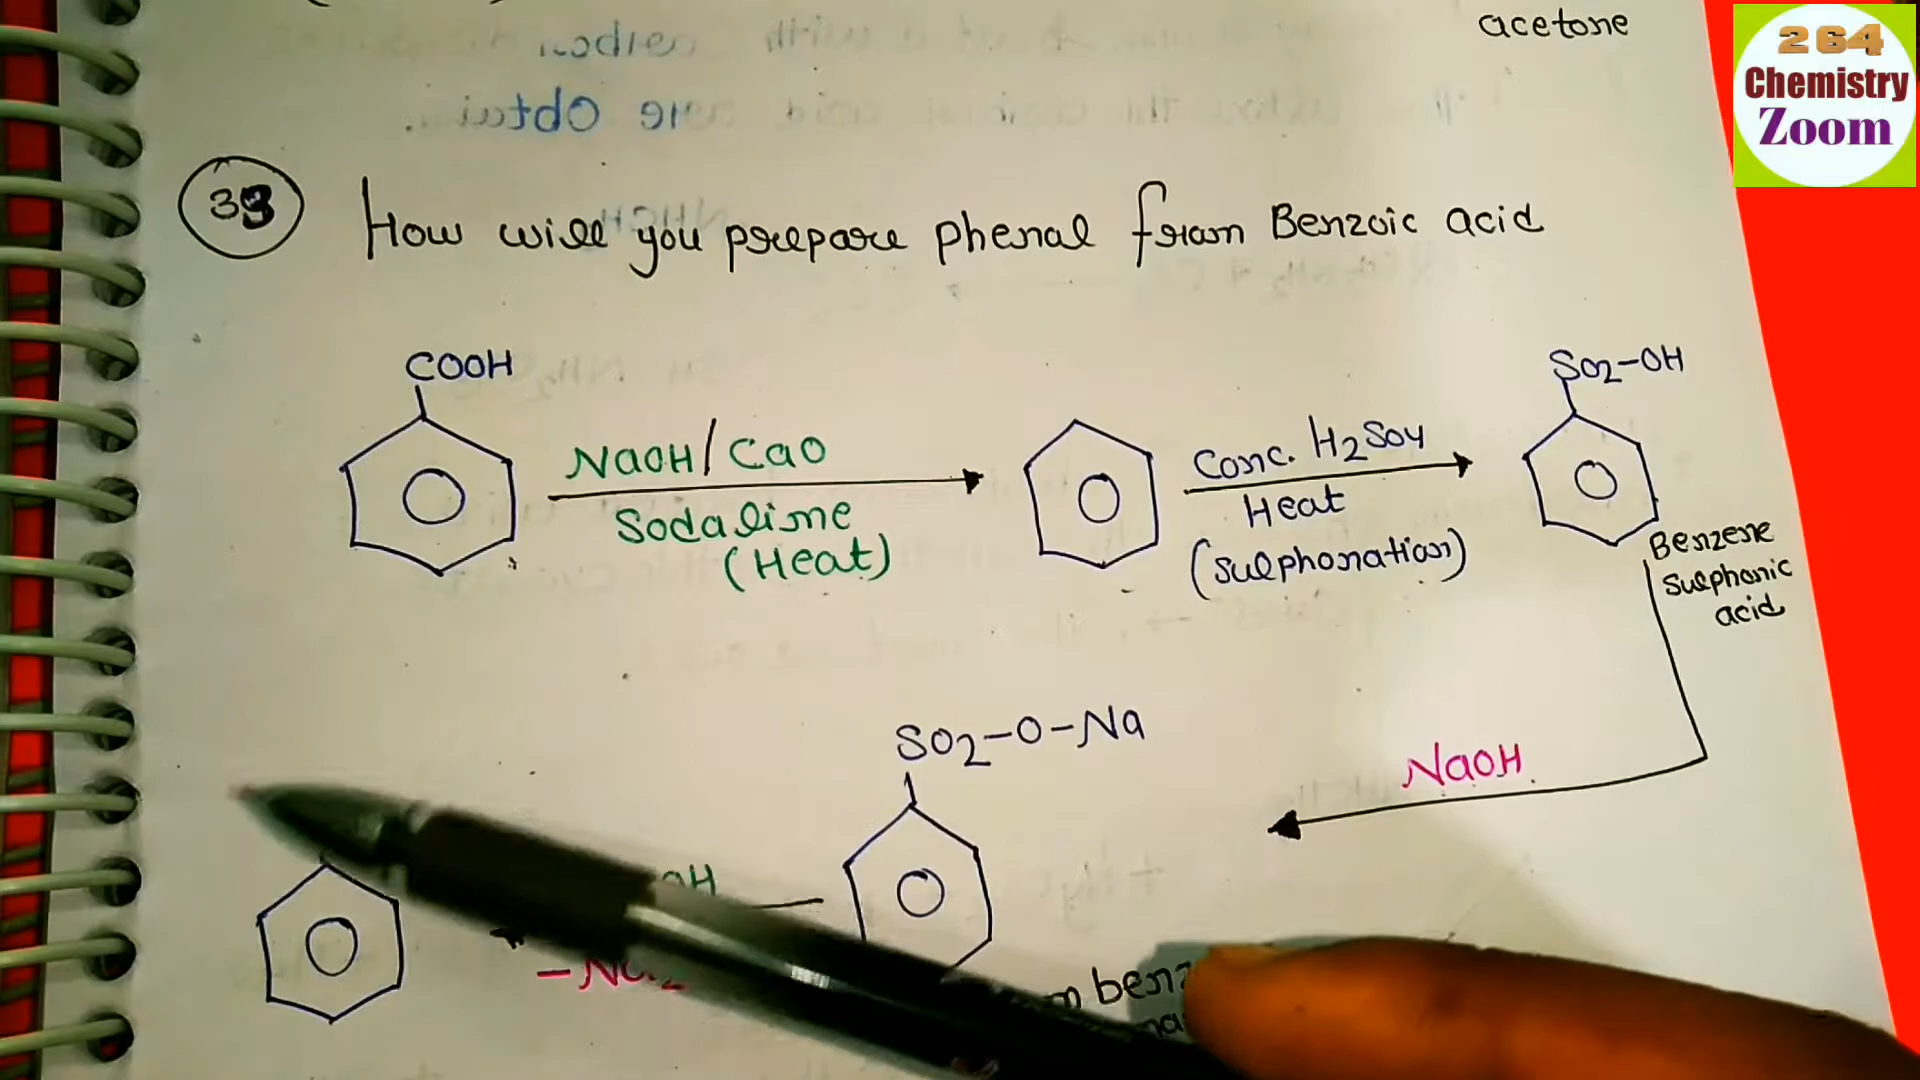 acetone
264
Chemistry
Zoom
33 How will you prepare phenal from Benzoic acid
COOH
NaOH/CaO
Sodalime
(Heat)
Conc. H2SO4
Heat
(Sulphonation)
SO2-OH
Benzene
Sulphonic
acid
NaOH
SO2-O-Na